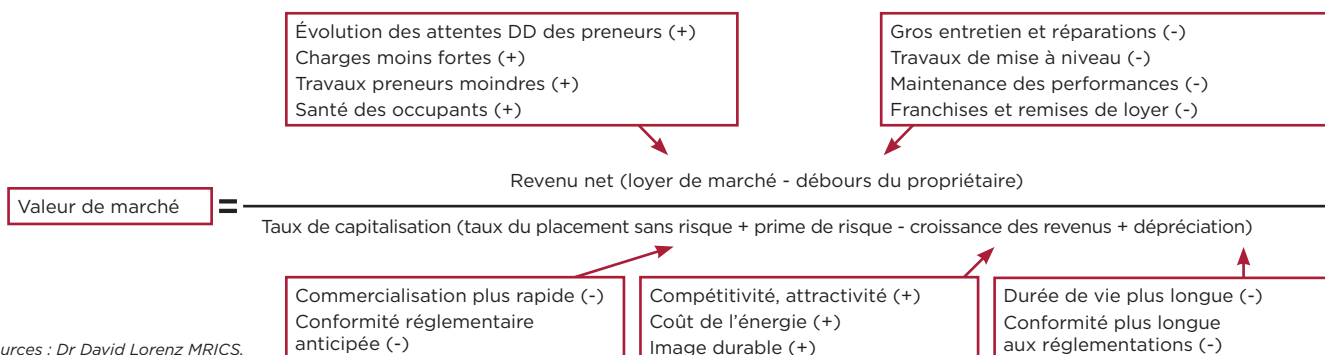 Évolution des attentes DD des preneurs (+)
Charges moins fortes (+)
Travaux preneurs moindres (+)
Santé des occupants (+)
Gros entretien et réparations (-)
Travaux de mise à niveau (-)
Maintenance des performances (-)
Franchises et remises de loyer (-)
Valeur de marché
=
Revenu net (loyer de marché - débours du propriétaire)
Taux de capitalisation (taux du placement sans risque + prime de risque - croissance des revenus + dépréciation)
Commercialisation plus rapide (-)
Conformité réglementaire
anticipée (-)
Compétitivité, attractivité (+)
Coût de l'énergie (+)
Image durable (+)
Durée de vie plus longue (-)
Conformité plus longue
aux réglementations (-)
urces : Dr David Lorenz MRICS.